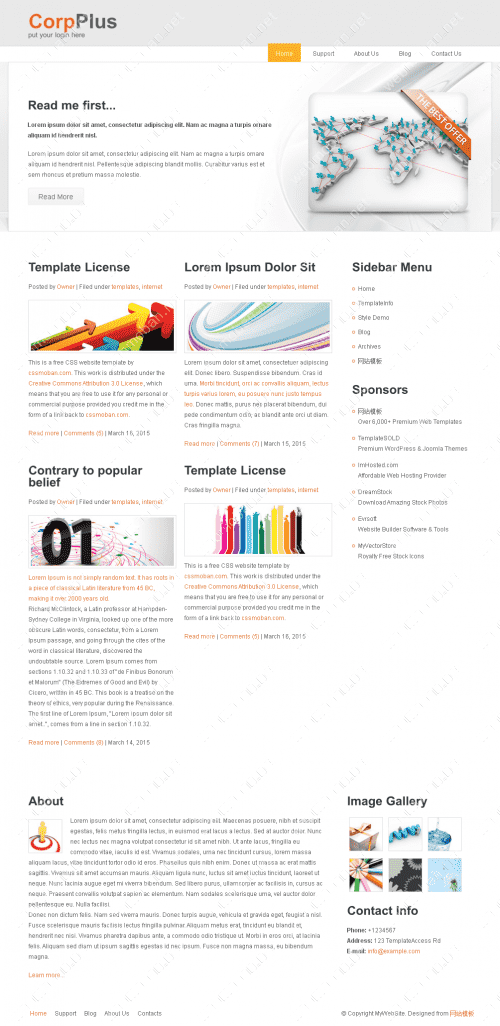 CorpPlus
put your login here
Home Support About Us Blog Contact Us
Read me first...
Lorem ipsum dolor sit amet, consectetur adipiscing elit. Nam ac magna a turpis ornare
aliquam id hendrerit nisl.
Lorem ipsum dolor sit amet, consectetur adipiscing elit. Nam ac magna a turpis ornare
aliquam id hendrerit nisl. Pellentesque adipiscing blandit mollis. Curabitur varius est et
sem rhoncus et pretium massa molestie.
Read More
THE BEST OFFER
Template License
Posted by Owner | Filed under templates, internet
This is a free CSS website template by
cssmoban.com. This work is distributed under the
Creative Commons Attribution 3.0 License, which
means that you are free to use it for any personal or
commercial purpose provided you credit me in the
form of a link back to cssmoban.com.
Read more | Comments (5) | March 16, 2015
Lorem Ipsum Dolor Sit
Posted by Owner | Filed under templates, internet
Lorem ipsum dolor sit amet, consectetuer adipiscing
elit. Donec libero. Suspendisse bibendum. Cras id
urna. Morbi tincidunt, orci ac convallis aliquam, lectus
turpis varius lorem, eu posuere nunc justo tempus
leo. Donec mattis, purus nec placerat bibendum, dui
pede condimentum odio, ac blandit ante orci ut diam.
Cras fringilla magna.
Read more | Comments (7) | March 15, 2015
Contrary to popular
belief
Posted by Owner | Filed under templates, internet
01
Lorem Ipsum is not simply random text. It has roots in
a piece of classical Latin literature from 45 BC,
making it over 2000 years old.
Richard McClintock, a Latin professor at Hampden-
Sydney College in Virginia, looked up one of the more
obscure Latin words, consectetur, from a Lorem
Ipsum passage, and going through the cites of the
word in classical literature, discovered the
undoubtable source. Lorem Ipsum comes from
sections 1.10.32 and 1.10.33 of "de Finibus Bonorum
et Malorum" (The Extremes of Good and Evil) by
Cicero, written in 45 BC. This book is a treatise on the
theory of ethics, very popular during the Renaissance.
The first line of Lorem Ipsum, "Lorem ipsum dolor sit
amet..", comes from a line in section 1.10.32.
Read more | Comments (8) | March 14, 2015
Template License
Posted by Owner | Filed under templates, internet
This is a free CSS website template by
cssmoban.com. This work is distributed under the
Creative Commons Attribution 3.0 License, which
means that you are free to use it for any personal or
commercial purpose provided you credit me in the
form of a link back to cssmoban.com.
Read more | Comments (5) | March 16, 2015
Sidebar Menu
Home
TemplateInfo
Style Demo
Blog
Archives
网站模板
Sponsors
网站模板
Over 6,000+ Premium Web Templates
TemplateSOLD
Premium WordPress & Joomla Themes
ImHosted.com
Affordable Web Hosting Provider
DreamStock
Download Amazing Stock Photos
Evrsoft
Website Builder Software & Tools
MyVectorStore
Royalty Free Stock Icons
About
Lorem ipsum dolor sit amet, consectetur adipiscing elit. Maecenas posuere, nibh et suscipit
egestas, felis metus fringilla lectus, in euismod erat lacus a lectus. Sed at auctor dolor. Nunc
nec lectus nec magna volutpat consectetur id sit amet nibh. Ut ante lacus, fringilla eu
commodo vitae, iaculis ut est. Vivamus sodales, urna nec tincidunt cursus, lorem massa
aliquam lacus, vitae tincidunt tortor odio id eros. Phasellus quis nibh enim. Donec ut massa ac erat mattis
sagittis. Vivamus sit amet accumsan mauris. Aliquam ligula nunc, luctus sit amet luctus tincidunt, laoreet ut
neque. Nunc lacinia augue eget mi viverra bibendum. Sed libero purus, ullamcorper ac facilisis in, cursus ac
neque. Praesent convallis volutpat sapien ac elementum. Nam sodales scelerisque urna, vel auctor dolor
pellentesque eu. Nulla facilisi.
Donec non dictum felis. Nam sed viverra mauris. Donec turpis augue, vehicula et gravida eget, feugiat a nisl.
Fusce scelerisque mauris facilisis lectus fringilla pulvinar. Aliquam metus erat, tincidunt eu bibendum id,
hendrerit nec nisi. Vivamus dapibus ante, a commodo odio tristique ut. Morbi in eros orci, at lacinia
felis. Aliquam sed diam ut ipsum sagittis egestas id nec ipsum. Fusce non magna massa, eu bibendum
magna.
Learn more...
Image Gallery
Contact Info
Phone: +1234567
Address: 123 TemplateAccess Rd
E-mail: info@example.com
Home Support Blog About Us Contacts
© Copyright MyWebSite. Designed from 网站模板